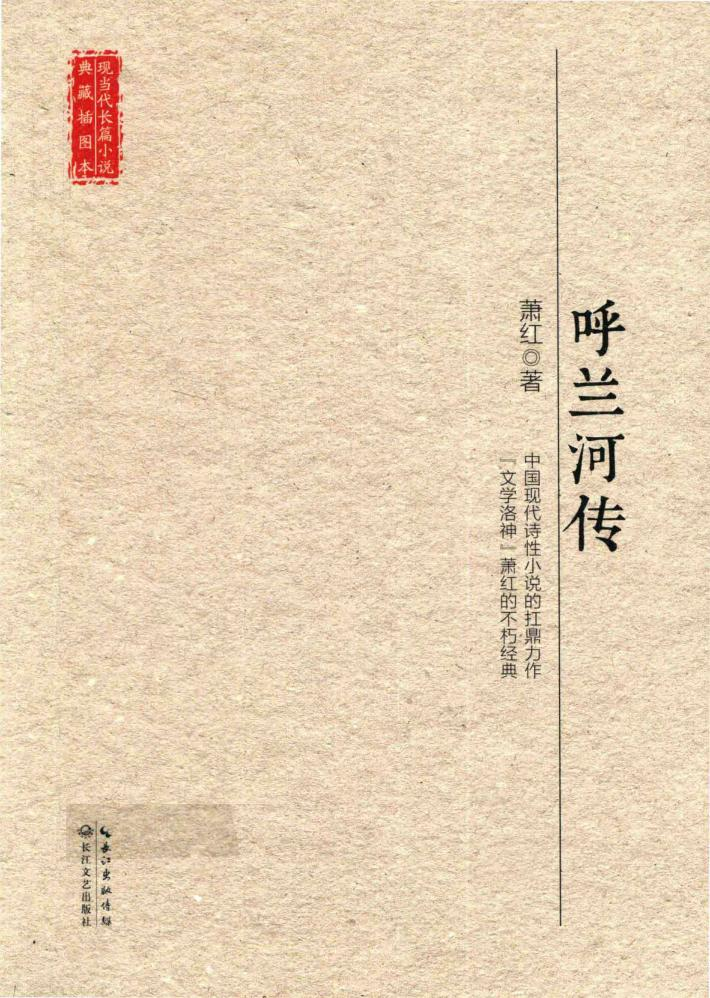 呼兰河传
萧红◎著
中国现代诗性小说的扛鼎力作
『文学洛神』萧红的不朽经典
现当代长篇小说
典藏插图本
长江出版传媒
长江文艺出版社